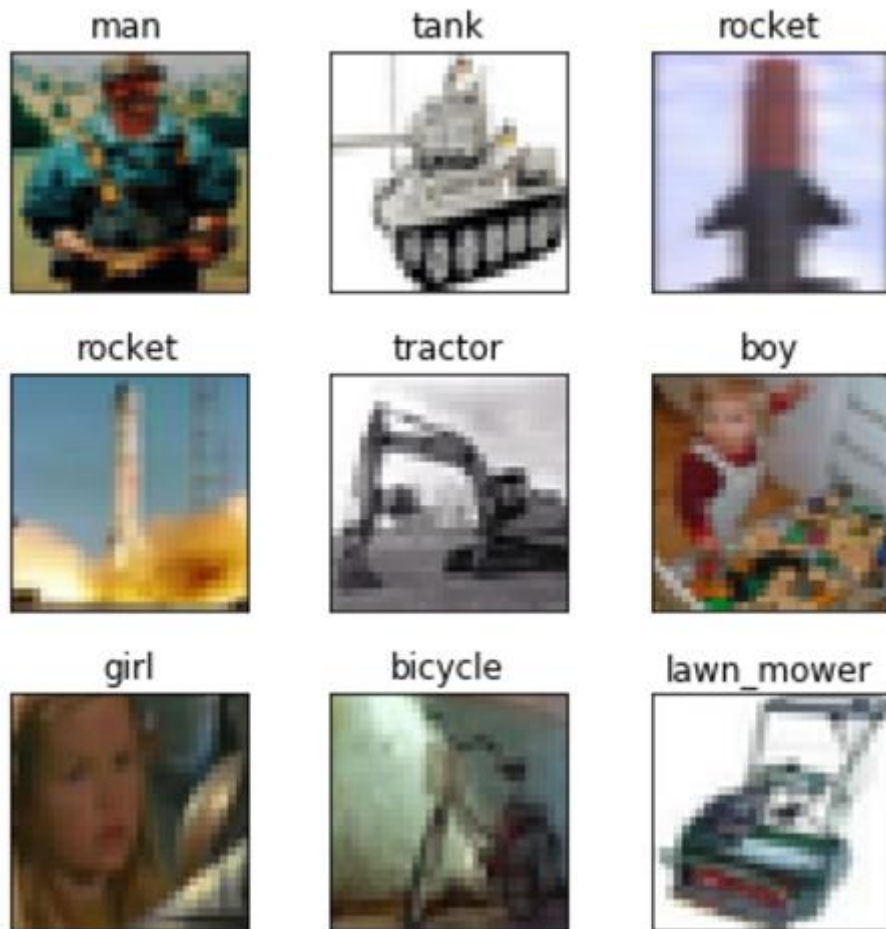 man tank rocket
rocket tractor boy
girl bicycle lawn_mower